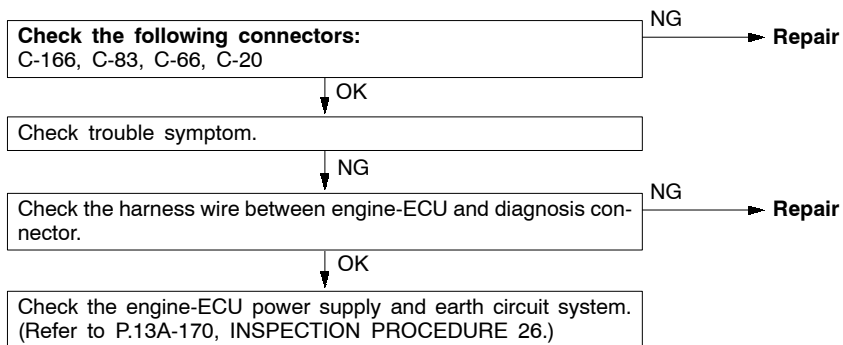 Check the following connectors:
C-166, C-83, C-66, C-20
NG
Repair
OK
Check trouble symptom.
NG
Check the harness wire between engine-ECU and diagnosis con-
nector.
NG
Repair
OK
Check the engine-ECU power supply and earth circuit system.
(Refer to P.13A-170, INSPECTION PROCEDURE 26.)